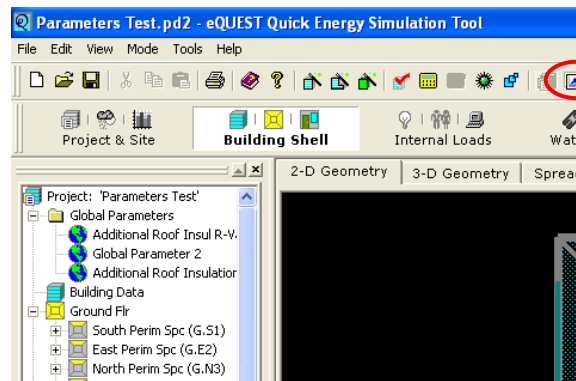 Parameters Test.pd2 - eQUEST Quick Energy Simulation Tool
File Edit View Mode Tools Help
Project & Site Building Shell Internal Loads Wat
2-D Geometry 3-D Geometry Sprea
Project: 'Parameters Test'
Global Parameters
Additional Roof Insul R-V
Global Parameter 2
Additional Roof Insulation
Building Data
Ground Flr
South Perim Spc (G.S1)
East Perim Spc (G.E2)
North Perim Spc (G.N3)